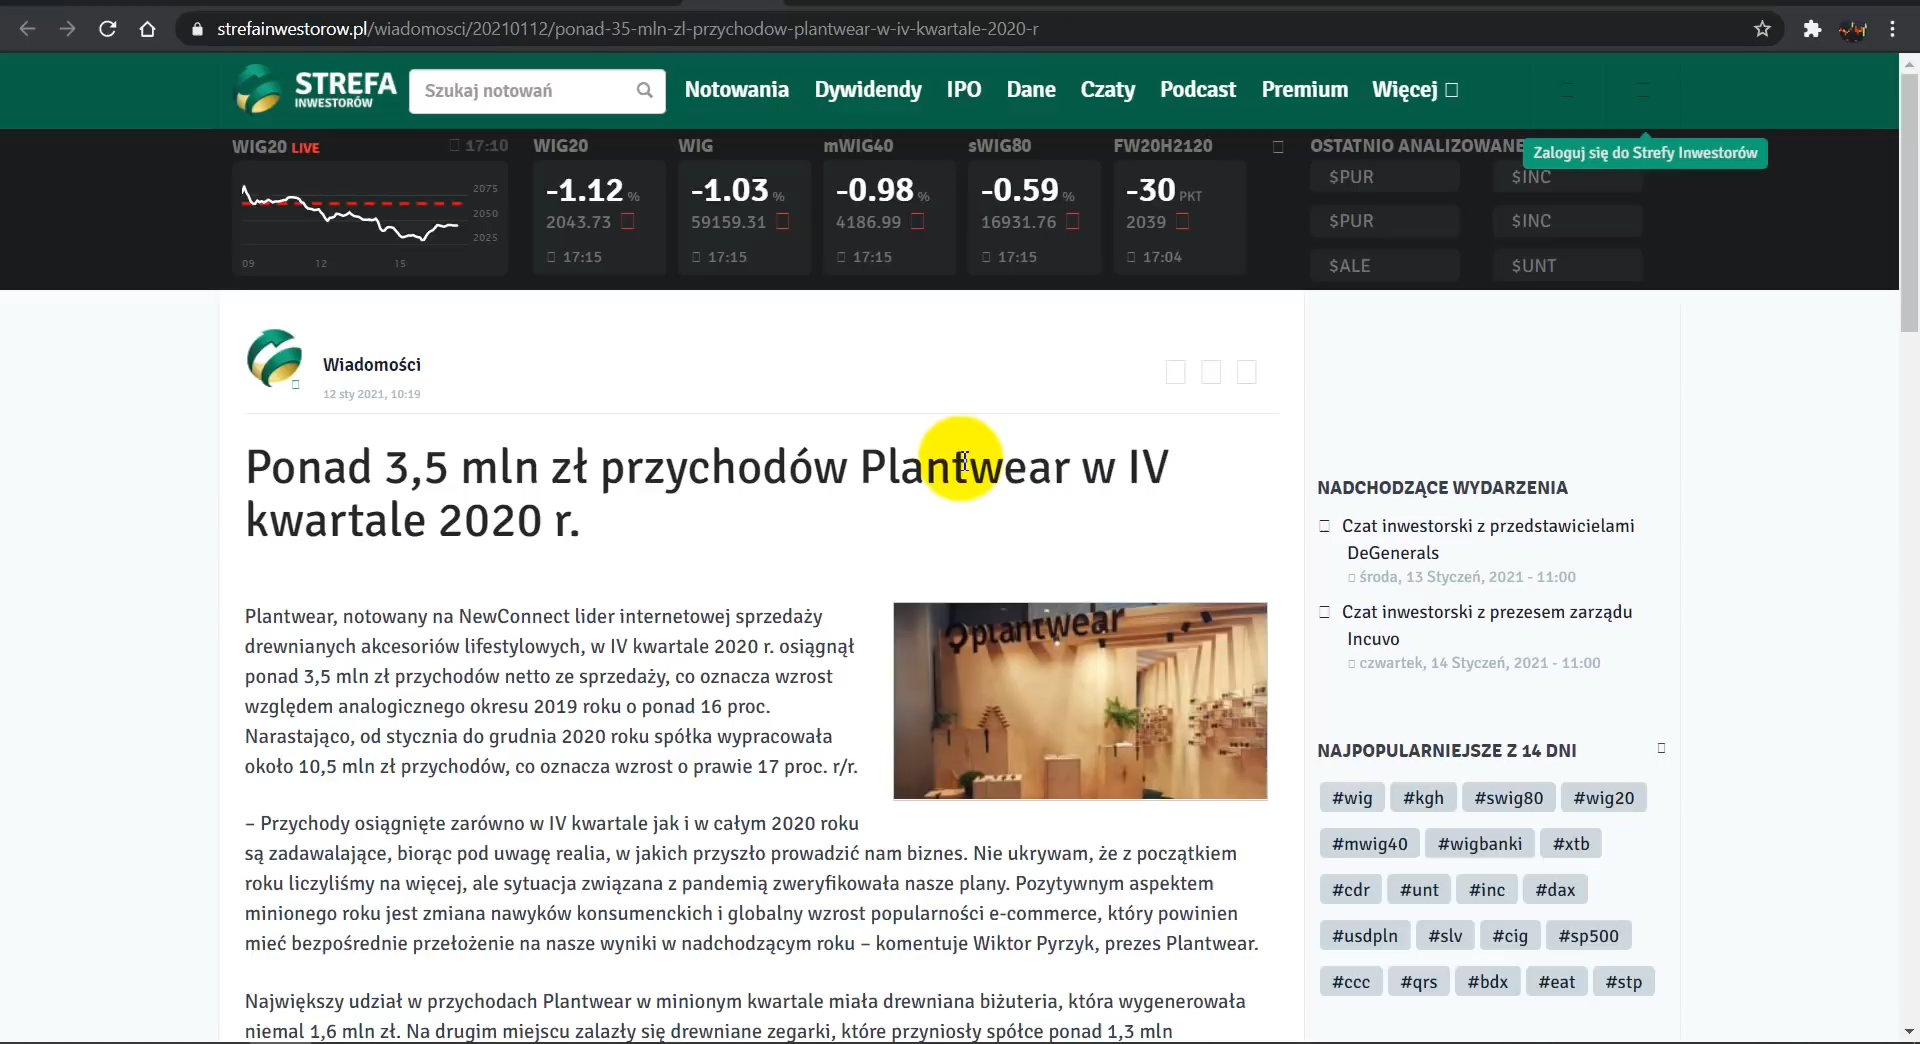 strefainwestorow.pl/wiadomosci/20210112/ponad-35-mln-zl-przychodow-plantwear-w-iv-kwartale-2020-r
STREFA
INWESTORÓW
Szukaj notowań
Notowania Dywidendy IPO Dane Czaty Podcast Premium Więcej
Zaloguj się do Strefy Inwestorów
WIG20 LIVE 17:10
2075
2050
2025
09 12 15
WIG20
-1.12 %
2043.73
17:15
WIG
-1.03 %
59159.31
17:15
mWIG40
-0.98 %
4186.99
17:15
sWIG80
-0.59 %
16931.76
17:15
FW20H2120
-30 PKT
2039
17:04
OSTATNIO ANALIZOWANE
$PUR $INC
$PUR $INC
$ALE $UNT
Wiadomości
12 sty 2021, 10:19
Ponad 3,5 mln zł przychodów Plantwear w IV
kwartale 2020 r.
Plantwear, notowany na NewConnect lider internetowej sprzedaży
drewnianych akcesoriów lifestylowych, w IV kwartale 2020 r. osiągnął
ponad 3,5 mln zł przychodów netto ze sprzedaży, co oznacza wzrost
względem analogicznego okresu 2019 roku o ponad 16 proc.
Narastająco, od stycznia do grudnia 2020 roku spółka wypracowała
około 10,5 mln zł przychodów, co oznacza wzrost o prawie 17 proc. r/r.
plantwear
– Przychody osiągnięte zarówno w IV kwartale jak i w całym 2020 roku
są zadawalające, biorąc pod uwagę realia, w jakich przyszło prowadzić nam biznes. Nie ukrywam, że z początkiem
roku liczyliśmy na więcej, ale sytuacja związana z pandemią zweryfikowała nasze plany. Pozytywnym aspektem
minionego roku jest zmiana nawyków konsumenckich i globalny wzrost popularności e-commerce, który powinien
mieć bezpośrednie przełożenie na nasze wyniki w nadchodzącym roku – komentuje Wiktor Pyrzyk, prezes Plantwear.
Największy udział w przychodach Plantwear w minionym kwartale miała drewniana biżuteria, która wygenerowała
niemal 1,6 mln zł. Na drugim miejscu zalazły się drewniane zegarki, które przyniosły spółce ponad 1,3 mln
NADCHODZĄCE WYDARZENIA
Czat inwestorski z przedstawicielami
DeGenerals
środa, 13 Styczeń, 2021 - 11:00
Czat inwestorski z prezesem zarządu
Incuvo
czwartek, 14 Styczeń, 2021 - 11:00
NAJPOPULARNIEJSZE Z 14 DNI
#wig #kgh #swig80 #wig20
#mwig40 #wigbanki #xtb
#cdr #unt #inc #dax
#usdpln #slv #cig #sp500
#ccc #qrs #bdx #eat #stp